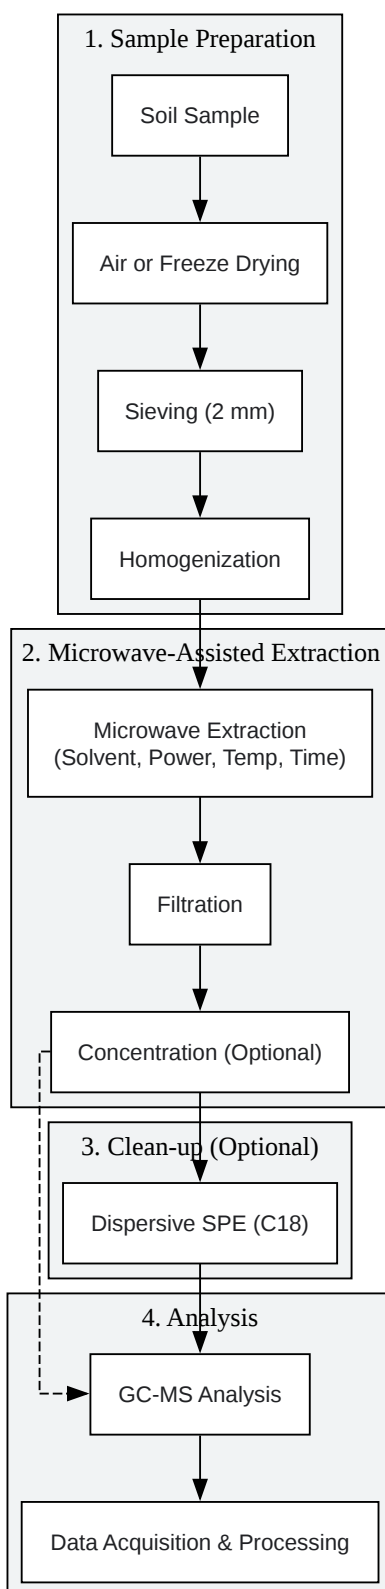 1. Sample Preparation
Soil Sample
Air or Freeze Drying
Sieving (2 mm)
Homogenization
2. Microwave-Assisted Extraction
Microwave Extraction
(Solvent, Power, Temp, Time)
Filtration
Concentration (Optional)
3. Clean-up (Optional)
Dispersive SPE (C18)
4. Analysis
GC-MS Analysis
Data Acquisition & Processing